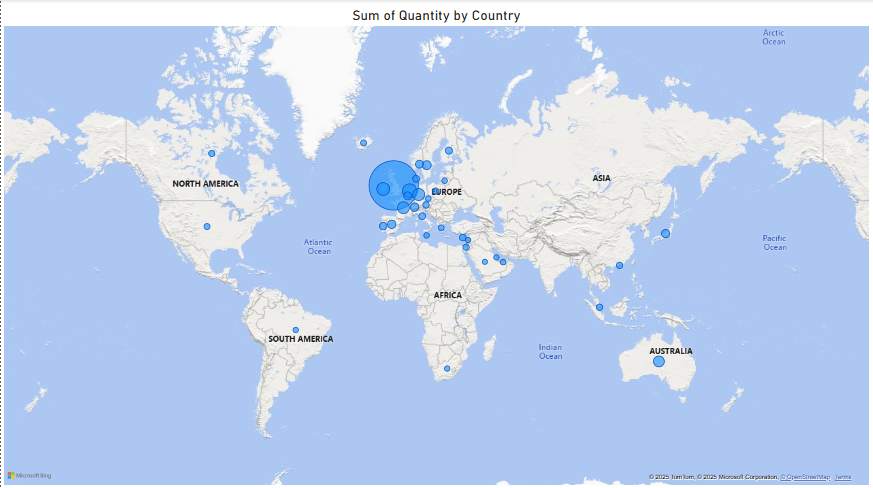 Sum of Quantity by Country
Arctic
Ocean
NORTH AMERICA
ASIA
EUROPE
Atlantic
Ocean
Pacific
Ocean
AFRICA
SOUTH AMERICA
Indian
Ocean
AUSTRALIA
Microsoft Bing
© 2025 TomTom, © 2025 Microsoft Corporation, © OpenStreetMap Terms